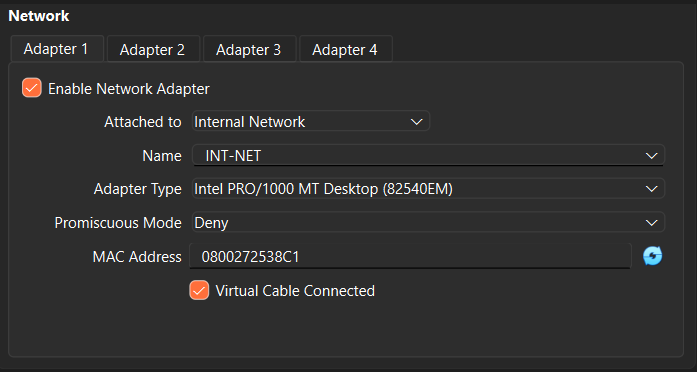 Network
Adapter 1 Adapter 2 Adapter 3 Adapter 4
Enable Network Adapter
Attached to Internal Network
Name INT-NET
Adapter Type Intel PRO/1000 MT Desktop (82540EM)
Promiscuous Mode Deny
MAC Address 0800272538C1
Virtual Cable Connected